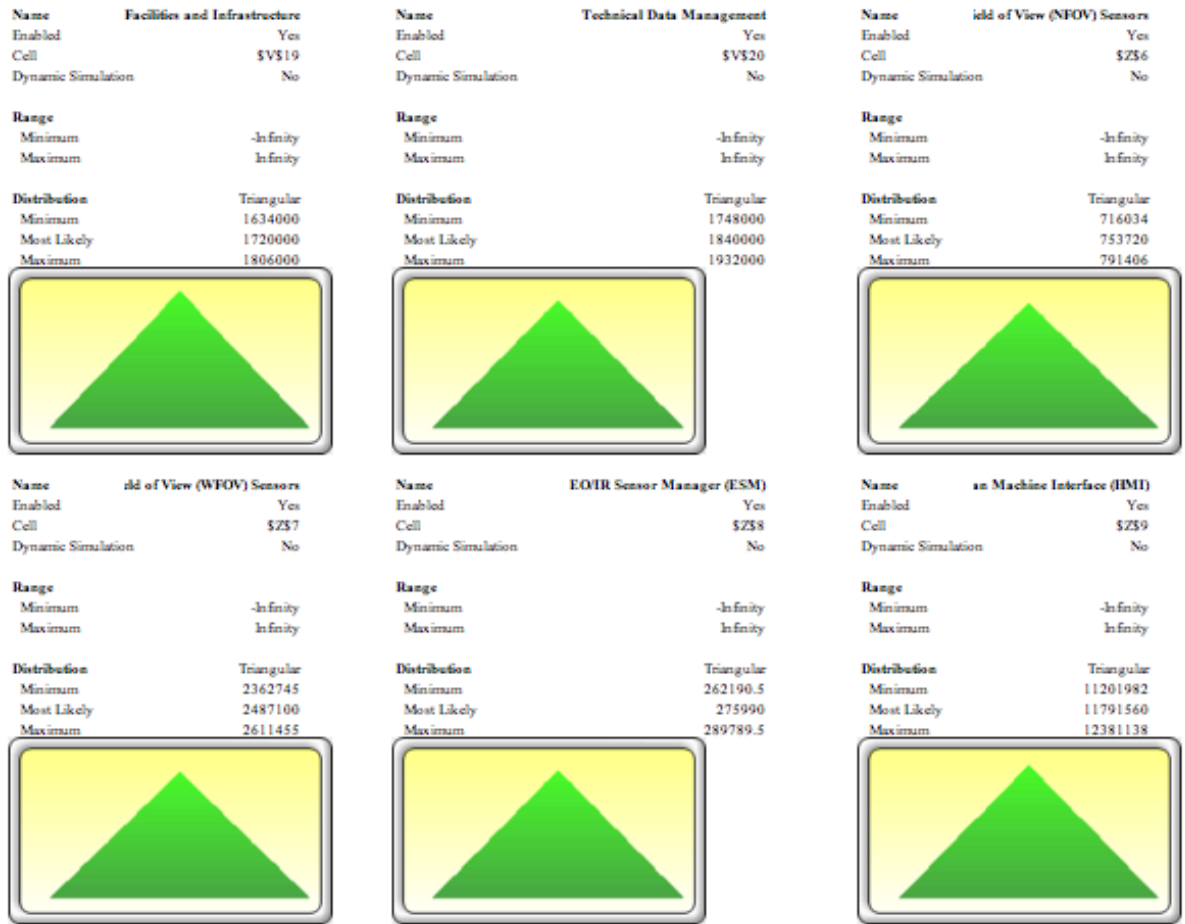 Name Facilities and Infrastructure
Enabled Yes
Cell $V$19
Dynamic Simulation No
Range
Minimum -Infinity
Maximum Infinity
Distribution Triangular
Minimum 1634000
Most Likely 1720000
Maximum 1806000
Name Technical Data Management
Enabled Yes
Cell $V$20
Dynamic Simulation No
Range
Minimum -Infinity
Maximum Infinity
Distribution Triangular
Minimum 1748000
Most Likely 1840000
Maximum 1932000
Name ield of View (NFOV) Sensors
Enabled Yes
Cell $Z$6
Dynamic Simulation No
Range
Minimum -Infinity
Maximum Infinity
Distribution Triangular
Minimum 716034
Most Likely 753720
Maximum 791406
Name eld of View (WFOV) Sensors
Enabled Yes
Cell $Z$7
Dynamic Simulation No
Range
Minimum -Infinity
Maximum Infinity
Distribution Triangular
Minimum 2362745
Most Likely 2487100
Maximum 2611455
Name EO/IR Sensor Manager (ESM)
Enabled Yes
Cell $Z$8
Dynamic Simulation No
Range
Minimum -Infinity
Maximum Infinity
Distribution Triangular
Minimum 262190.5
Most Likely 275990
Maximum 289789.5
Name an Machine Interface (HMI)
Enabled Yes
Cell $Z$9
Dynamic Simulation No
Range
Minimum -Infinity
Maximum Infinity
Distribution Triangular
Minimum 11201982
Most Likely 11791560
Maximum 12381138